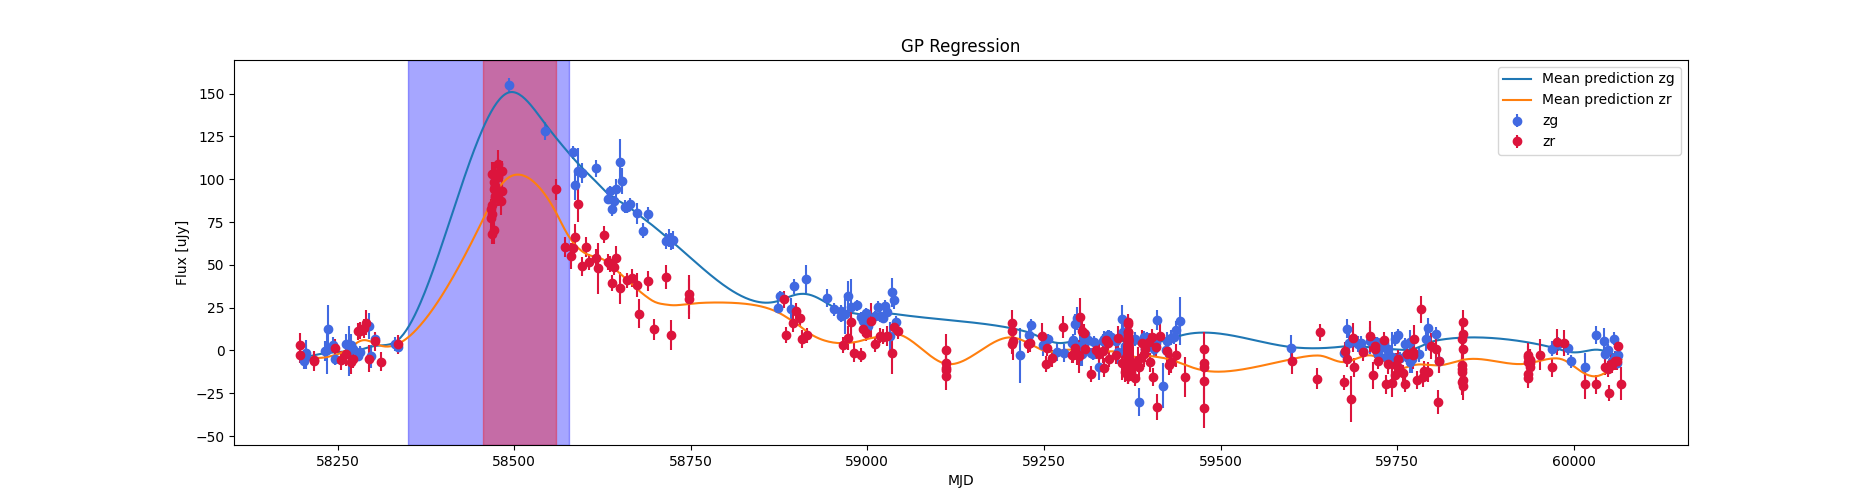 GP Regression
Flux [uJy]
150
125
100
75
50
25
0
−25
−50
58250
58500
58750
59000
59250
59500
59750
60000
MJD
Mean prediction zg
Mean prediction zr
zg
zr